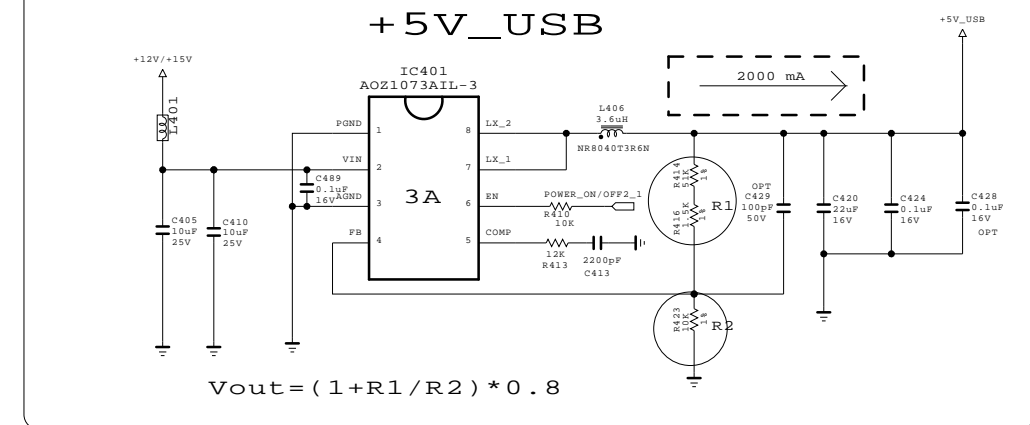 +5V_USB
+5V_USB
+12V/+15V
L401
IC401
AOZ1073AIL-3
2000 mA
L406
3.6uH
NR8040T3R6N
PGND
1
8
LX_2
VIN
2
7
LX_1
3A
AGND
3
6
EN
FB
4
5
COMP
C489
0.1uF
16V
POWER_ON/OFF2_1
R410
10K
12K
R413
2200pF
C413
R414
51K
1%
R416
1.5K
1%
R1
OPT
C429
100pF
50V
C420
22uF
16V
C424
0.1uF
16V
C428
0.1uF
16V
OPT
C405
10uF
25V
C410
10uF
25V
R423
10K
1%
R2
Vout=(1+R1/R2)*0.8